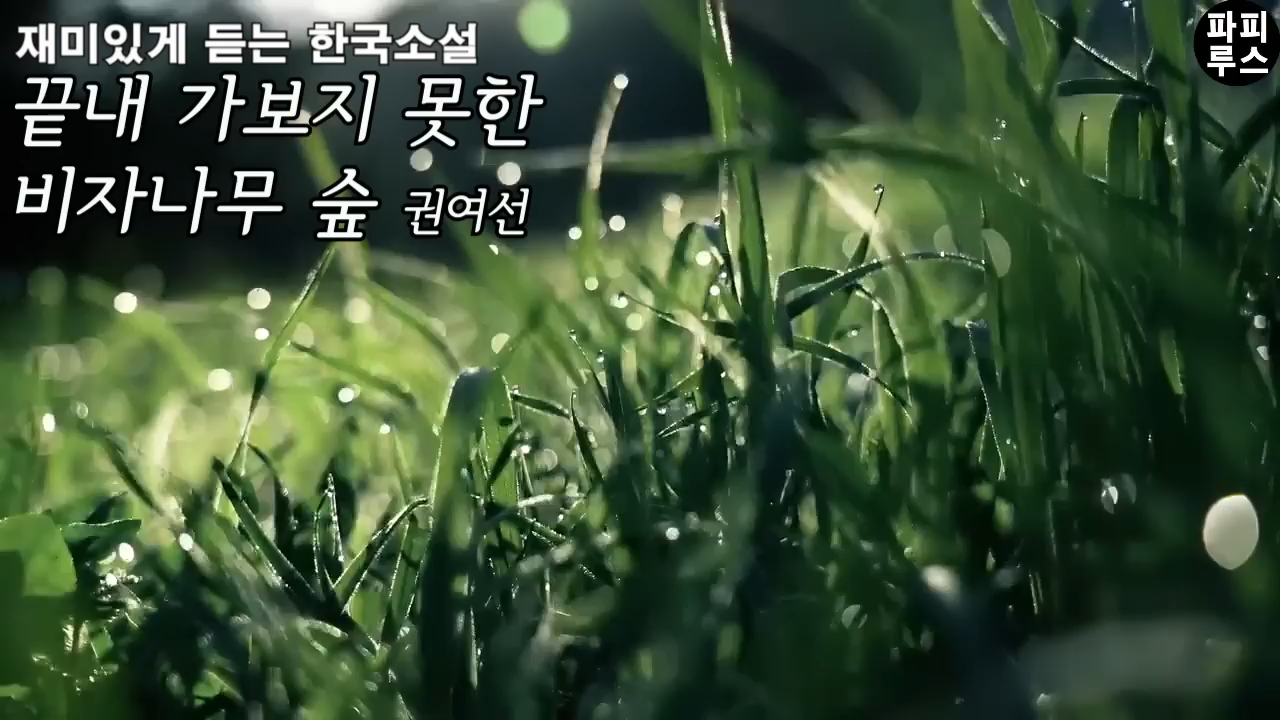 재미있게 듣는 한국소설
끝내 가보지 못한
비자나무 숲 권여선
파피
루스